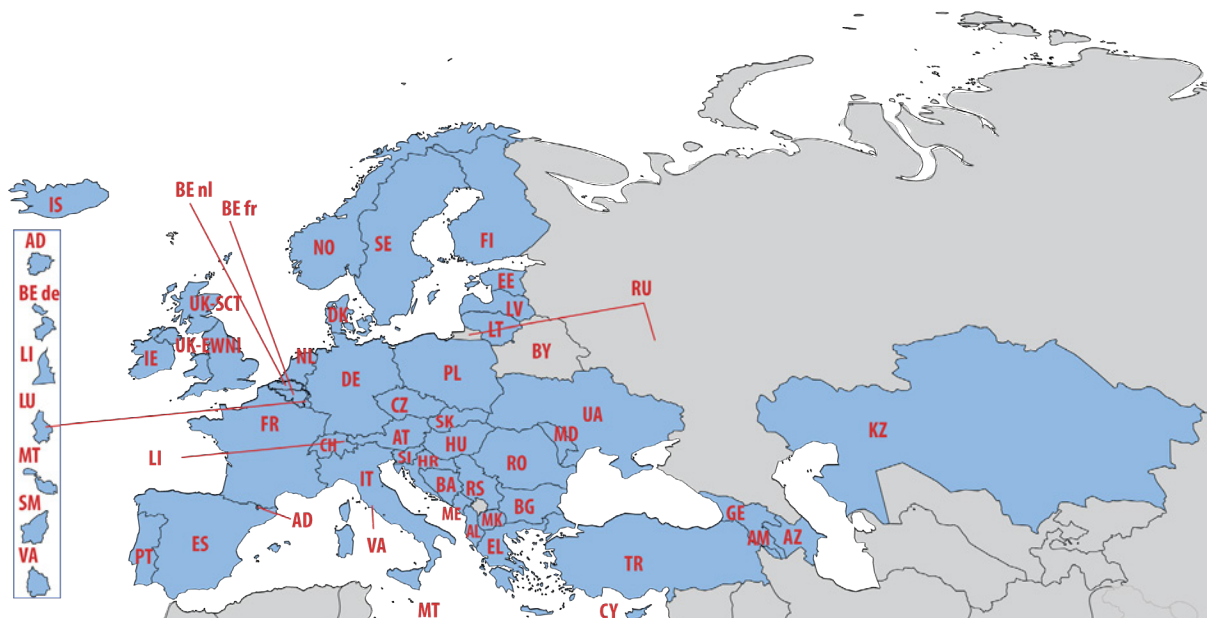 BE nl
BE fr
IS
AD
BE de
LI
LU
MT
SM
VA
NO
SE
FI
EE
LV
LT
RU
BY
UK-SCT
UK-EWNI
IE
DK
NL
DE
PL
CZ
SK
UA
MD
KZ
FR
LI
CH
AT
HU
SI
HR
RO
IT
BA
RS
BG
ME
MK
AL
EL
AD
VA
PT
ES
GE
AM
AZ
TR
MT
CY